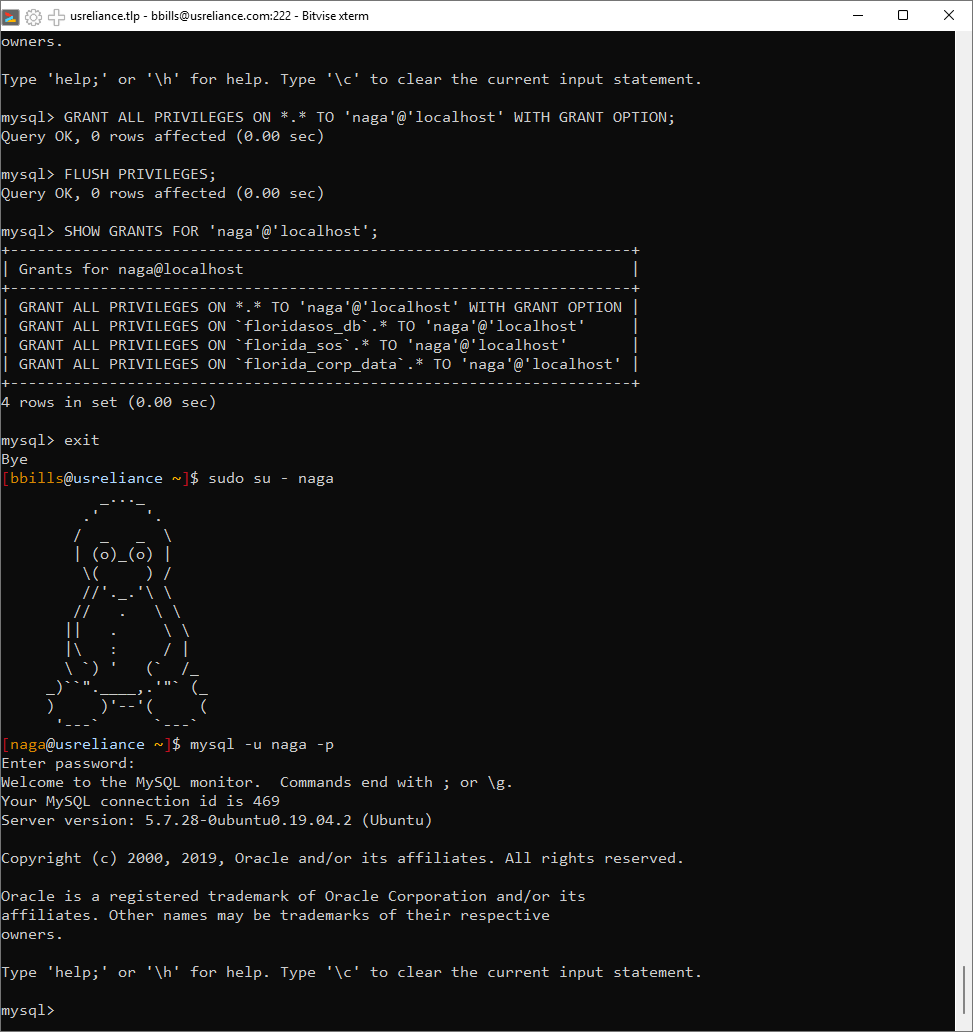 usreliance.tlp - bbills@usreliance.com:222 - Bitvise xterm
owners.
Type 'help;' or '\h' for help. Type '\c' to clear the current input statement.
mysql> GRANT ALL PRIVILEGES ON *.* TO 'naga'@'localhost' WITH GRANT OPTION;
Query OK, 0 rows affected (0.00 sec)
mysql> FLUSH PRIVILEGES;
Query OK, 0 rows affected (0.00 sec)
mysql> SHOW GRANTS FOR 'naga'@'localhost';
+---------------------------------------------------------------------+
| Grants for naga@localhost                                           |
+---------------------------------------------------------------------+
| GRANT ALL PRIVILEGES ON *.* TO 'naga'@'localhost' WITH GRANT OPTION |
| GRANT ALL PRIVILEGES ON `floridasos_db`.* TO 'naga'@'localhost'     |
| GRANT ALL PRIVILEGES ON `florida_sos`.* TO 'naga'@'localhost'       |
| GRANT ALL PRIVILEGES ON `florida_corp_data`.* TO 'naga'@'localhost' |
+---------------------------------------------------------------------+
4 rows in set (0.00 sec)
mysql> exit
Bye
[bbills@usreliance ~]$ sudo su - naga
           _..._
         .'     '.
        /  _   _  \
        | (o)_(o) |
         \(     ) /
         //'._.'\ \
        //   .   \ \
       ||   .     \ \
       |\   :     / |
       \ `) '   (`  /_
     _)``".____,.'"` (_
     )     )'--'(     (
      '---`      `---`
[naga@usreliance ~]$ mysql -u naga -p
Enter password:
Welcome to the MySQL monitor.  Commands end with ; or \g.
Your MySQL connection id is 469
Server version: 5.7.28-0ubuntu0.19.04.2 (Ubuntu)
Copyright (c) 2000, 2019, Oracle and/or its affiliates. All rights reserved.
Oracle is a registered trademark of Oracle Corporation and/or its
affiliates. Other names may be trademarks of their respective
owners.
Type 'help;' or '\h' for help. Type '\c' to clear the current input statement.
mysql>